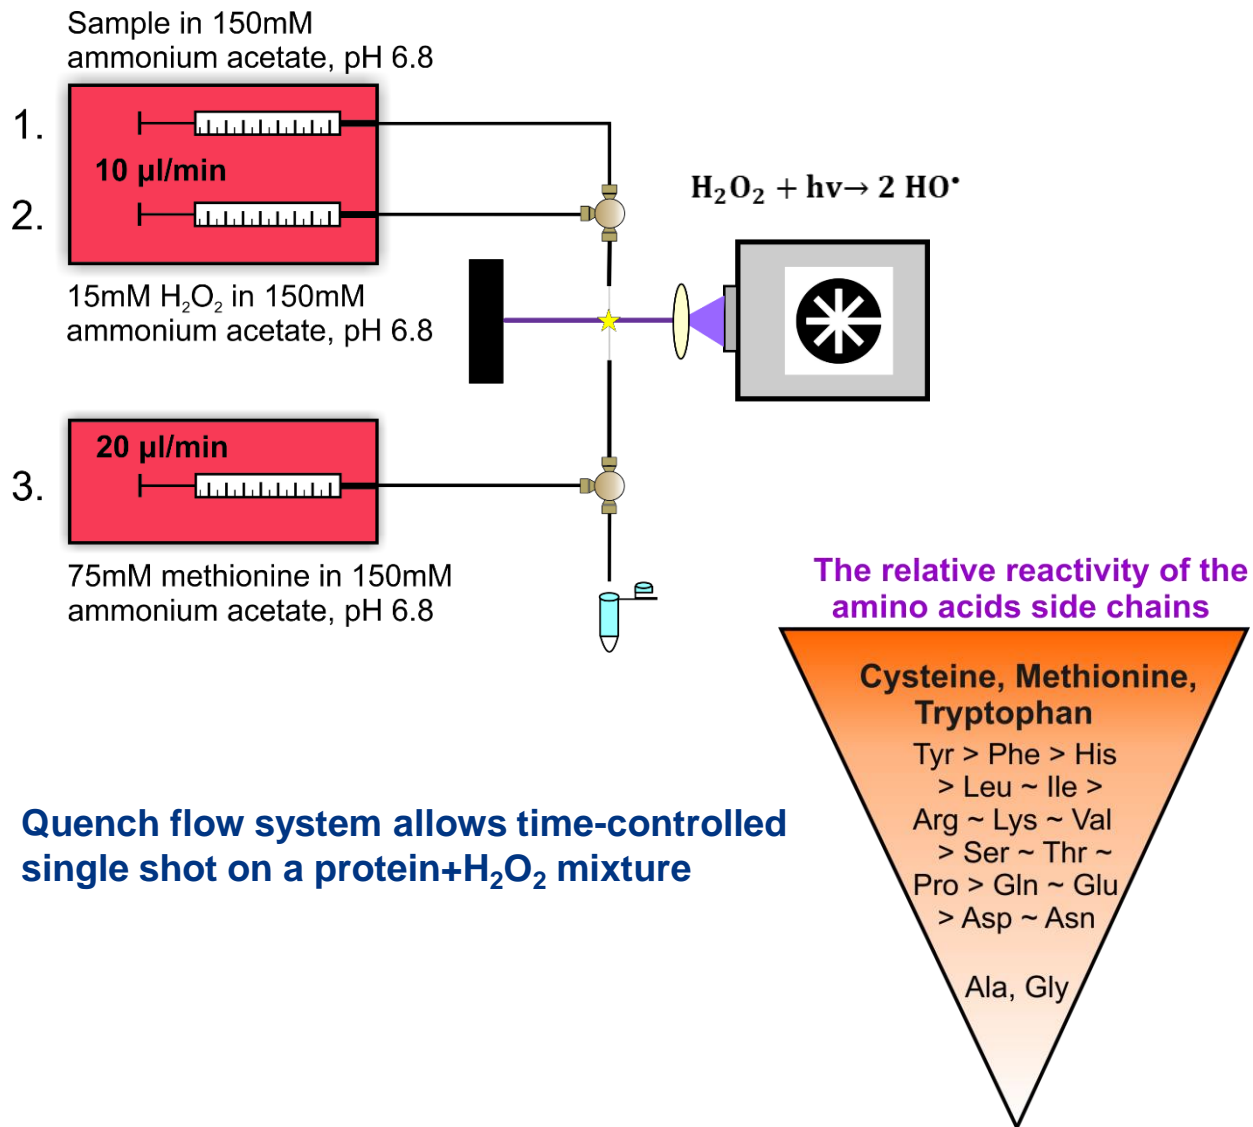 Sample in 150mM
ammonium acetate, pH 6.8
1.
10 µl/min
2.
15mM H₂O₂ in 150mM
ammonium acetate, pH 6.8
H₂O₂ + hv→ 2 HO•
20 µl/min
3.
75mM methionine in 150mM
ammonium acetate, pH 6.8
The relative reactivity of the
amino acids side chains
Cysteine, Methionine,
Tryptophan
Tyr > Phe > His
> Leu ~ Ile >
Arg ~ Lys ~ Val
> Ser ~ Thr ~
Pro > Gln ~ Glu
> Asp ~ Asn
Ala, Gly
Quench flow system allows time-controlled
single shot on a protein+H₂O₂ mixture